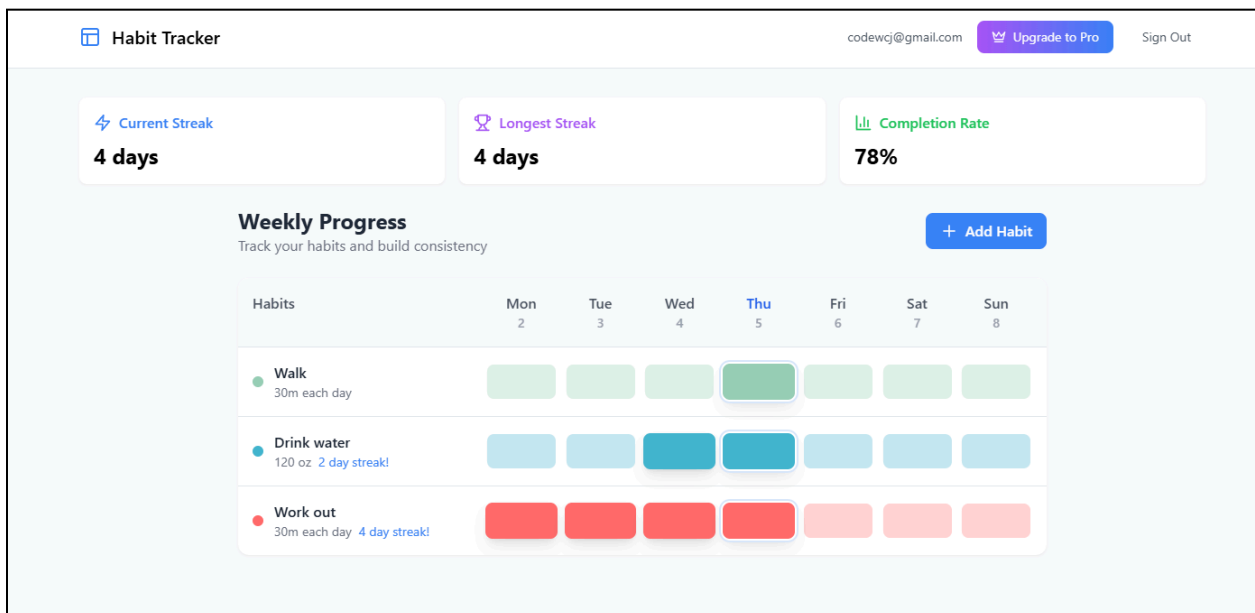 Habit Tracker
codewcj@gmail.com
Upgrade to Pro
Sign Out
Current Streak
4 days
Longest Streak
4 days
Completion Rate
78%
Weekly Progress
Track your habits and build consistency
Add Habit
Habits Mon Tue Wed Thu Fri Sat Sun
2 3 4 5 6 7 8
Walk
30m each day
Drink water
120 oz 2 day streak!
Work out
30m each day 4 day streak!